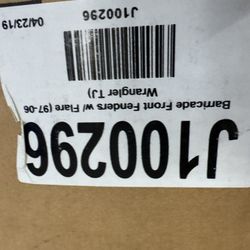 J100296
Barricade Front Fenders w/ Flare (97-06
Wrangler TJ)
J100296
04/23/19